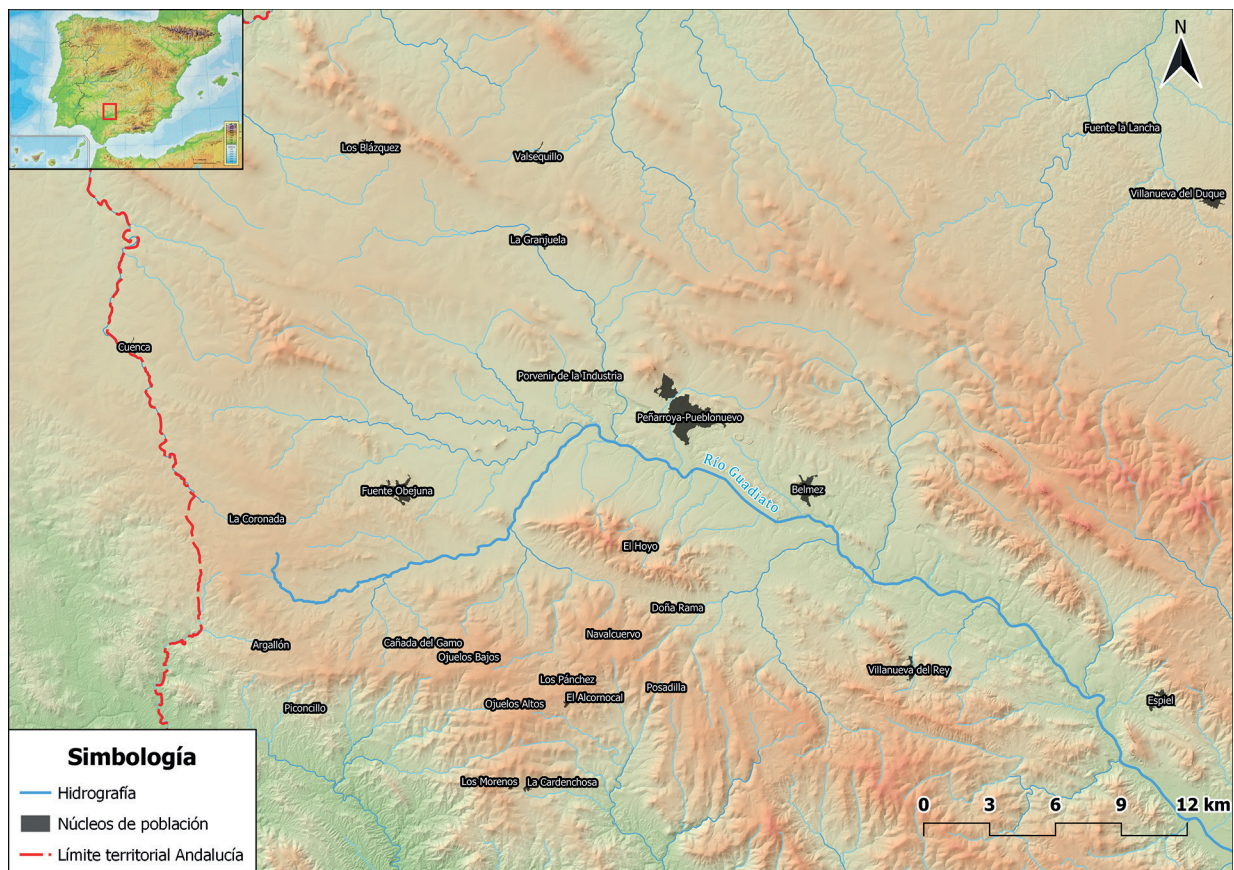 N
Fuente la Lancha
Los Blázquez
Valsequillo
Villanueva del Duque
La Granjuela
Cuenca
Porvenir de la Industria
Peñarroya-Pueblonuevo
Río Guadiato
Fuente Obejuna
Belmez
La Coronada
El Hoyo
Doña Rama
Navalcuervo
Argallón
Cañada del Gamo
Ojuelos Bajos
Villanueva del Rey
Los Pánchez
Posadilla
El Alcornocal
Ojuelos Altos
Espiel
Piconcillo
Los Morenos
La Cardenchosa
Simbología
Hidrografía
Núcleos de población
Límite territorial Andalucía
0 3 6 9 12 km